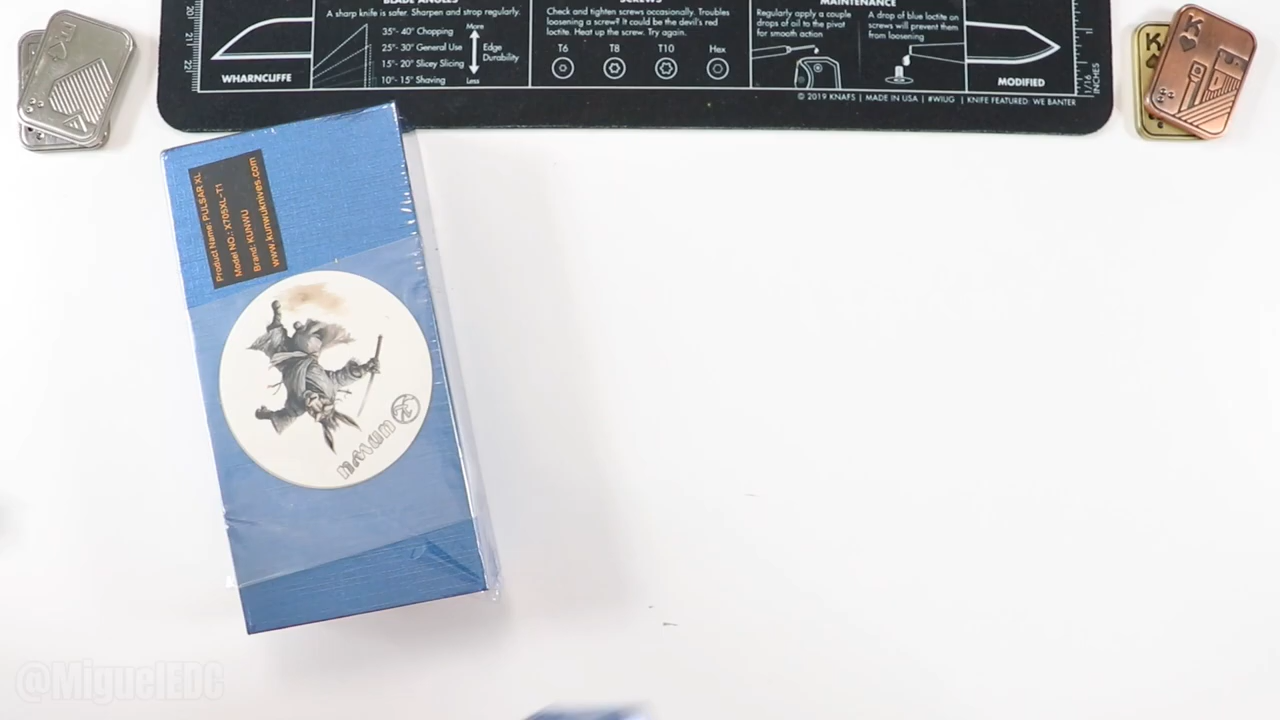 BLADE ANGLES
A sharp knife is safer. Sharpen and strop regularly.
35°- 40° Chopping
25°- 30° General Use
15°- 20° Slicey Slicing
10°- 15° Shaving
More
Edge
Durability
Less
WHARNCLIFFE
SCREWS
Check and tighten screws occasionally. Troubles
loosening a screw? It could be the devil's red
loctite. Heat up the screw. Try again.
T6 T8 T10 Hex
MAINTENANCE
Regularly apply a couple
drops of oil to the pivot
for smooth action
A drop of blue loctite on
screws will prevent them
from loosening
MODIFIED
1/16
INCHES
20
21
22
© 2019 KNAFS | MADE IN USA | #WIUG | KNIFE FEATURED: WE BANTER
K
K
K
Product Name: PULSAR XL
Model NO.: X705XL-T1
Brand: KUNWU
www.kunwuknives.com
KUNWU
@MiguelEDC